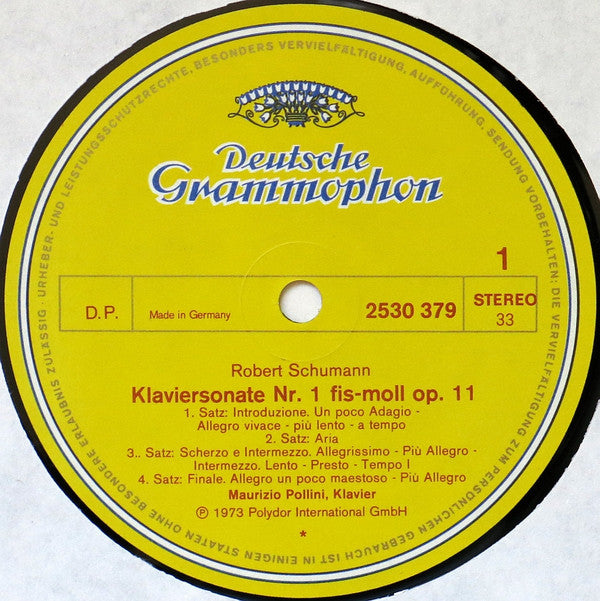 Deutsche
Grammophon
1
D.P.
Made in Germany
2530 379
STEREO
33
Robert Schumann
Klaviersonate Nr. 1 fis-moll op. 11
1. Satz: Introduzione. Un poco Adagio -
Allegro vivace - più lento - a tempo
2. Satz: Aria
3.. Satz: Scherzo e Intermezzo. Allegrissimo - Più Allegro -
Intermezzo. Lento - Presto - Tempo I
4. Satz: Finale. Allegro un poco maestoso - Più Allegro
Maurizio Pollini, Klavier
℗ 1973 Polydor International GmbH
*
URHEBER- UND LEISTUNGSSCHUTZRECHTE, BESONDERS VERVIELFÄLTIGUNG, AUFFÜHRUNG, SENDUNG VORBEHALTEN; DIE VERVIELFÄLTIGUNG ZUM PERSÖNLICHEN GEBRAUCH IST IN EINIGEN STAATEN OHNE BESONDERE ERLAUBNIS ZULÄSSIG ·